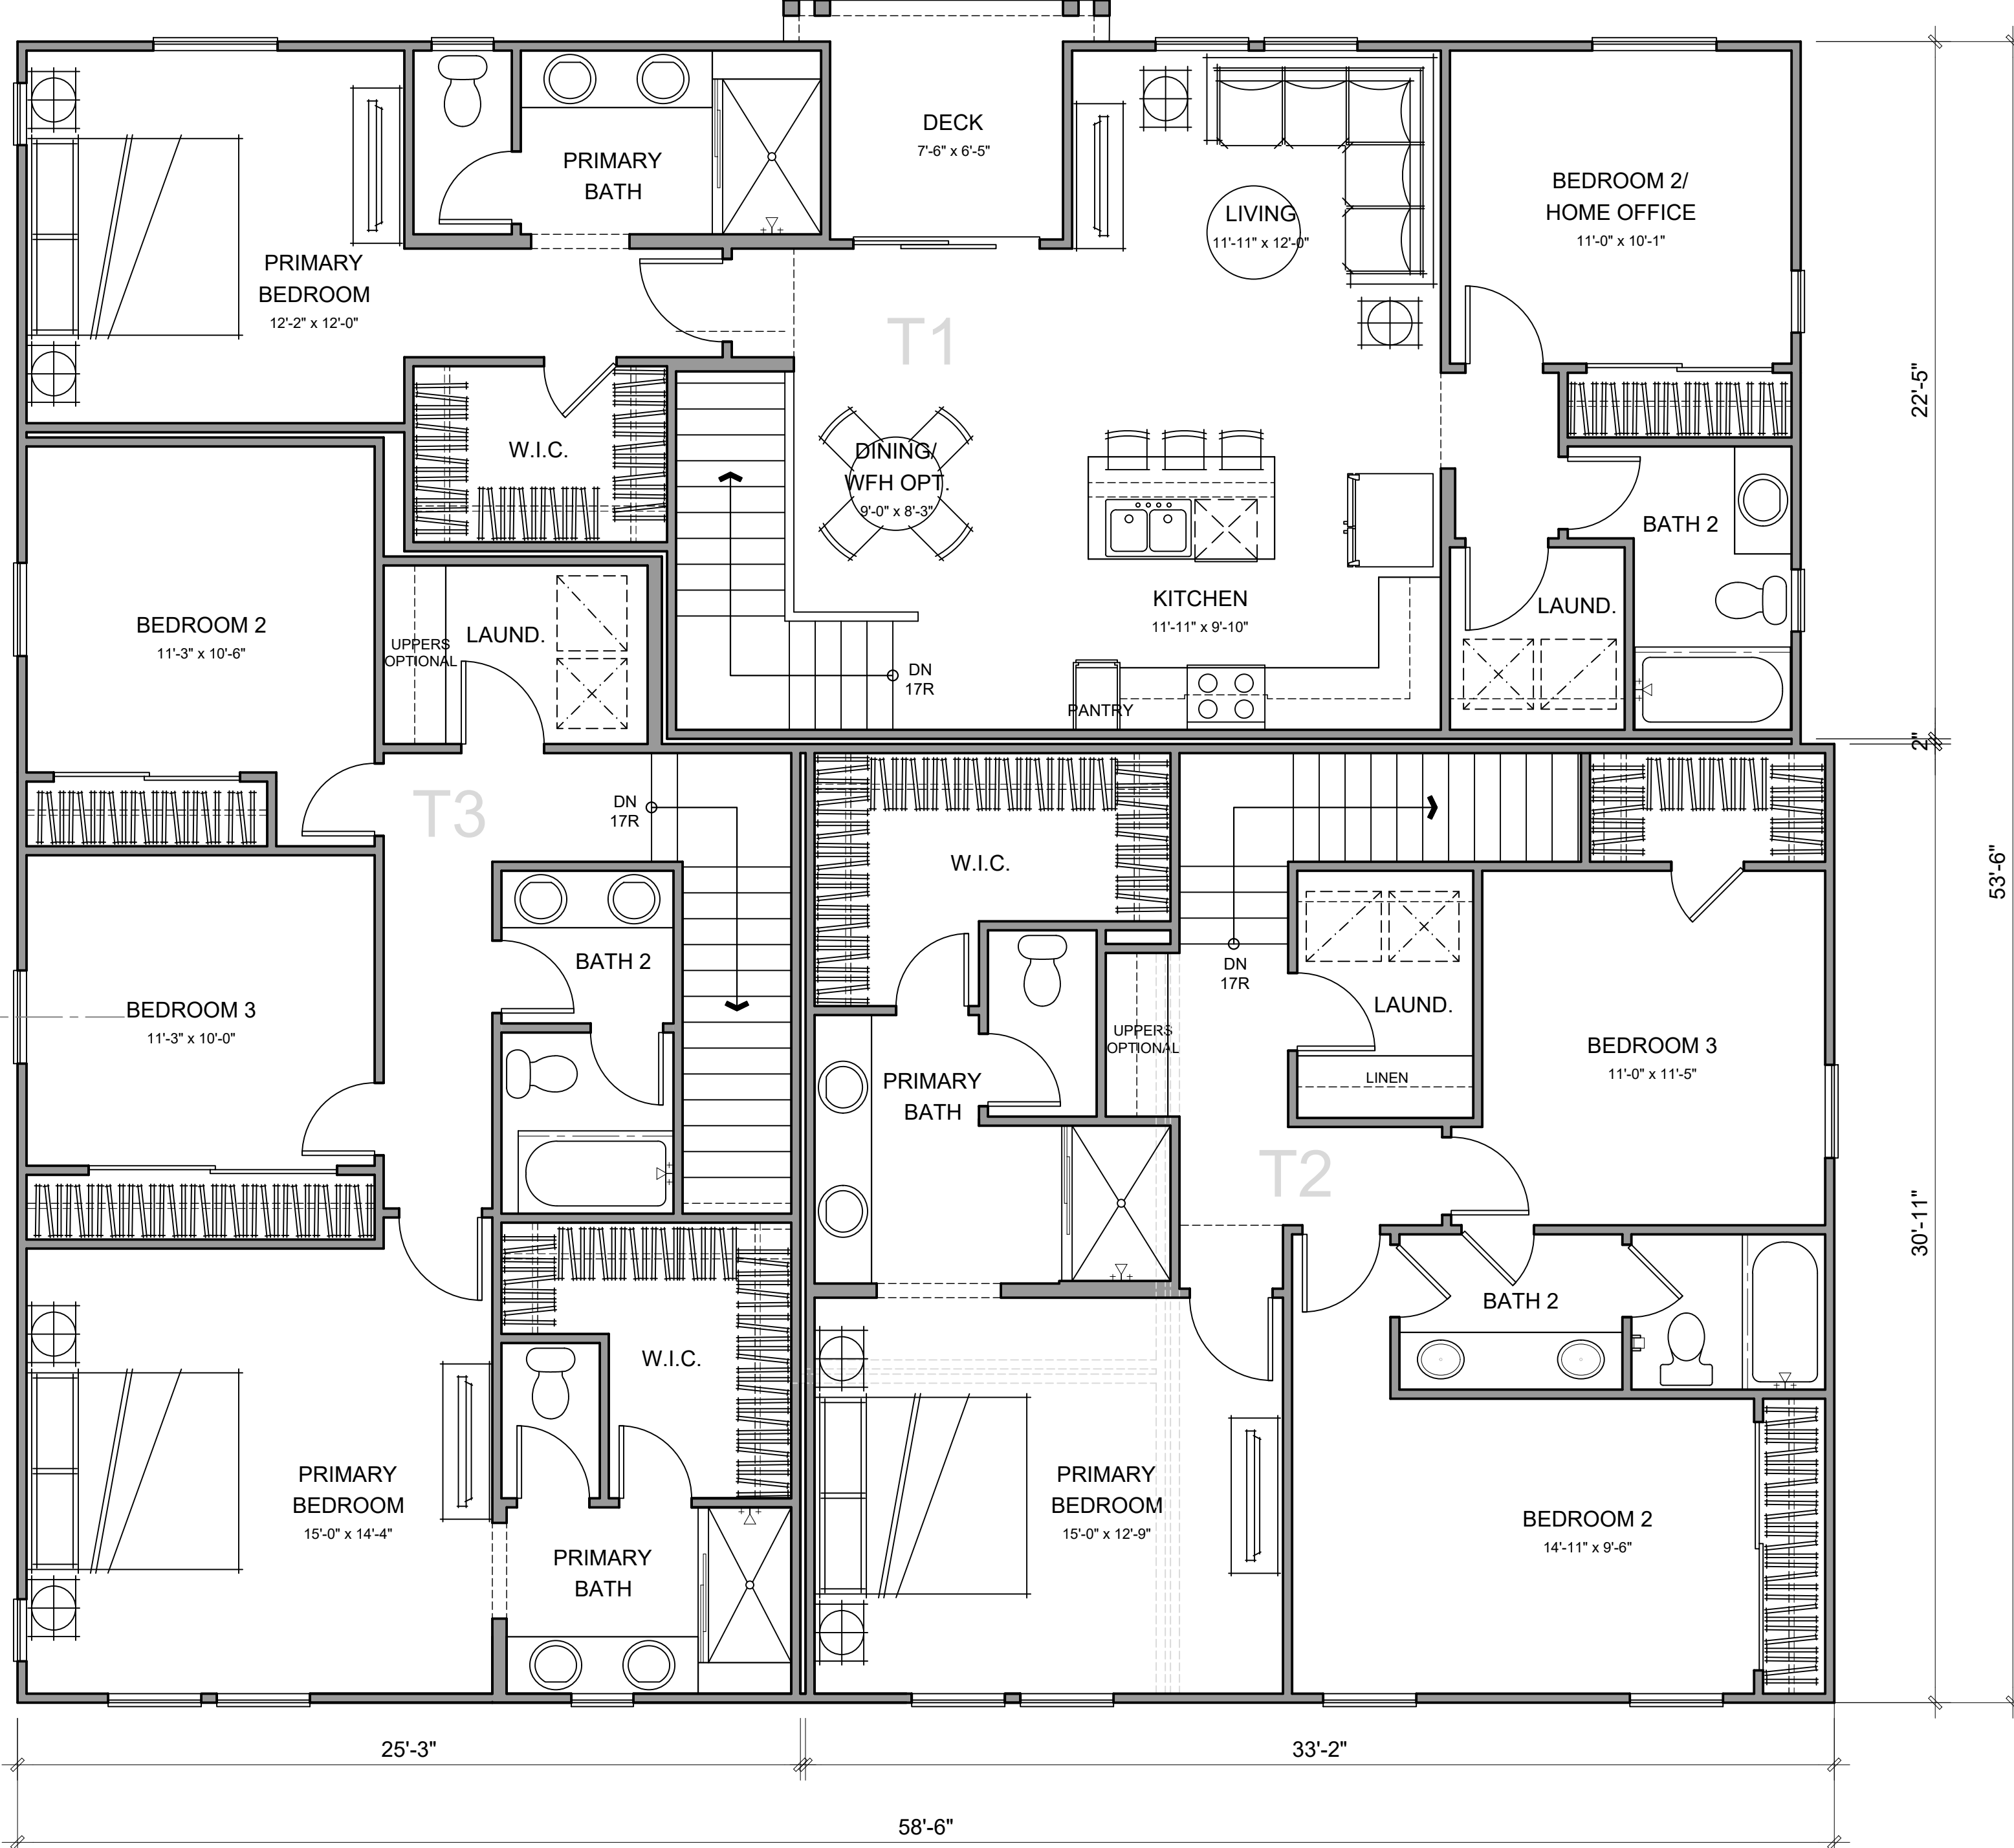 DECK
7'-6" x 6'-5"
PRIMARY
BATH
BEDROOM 2/
HOME OFFICE
11'-0" x 10'-1"
LIVING
11'-11" x 12'-0"
PRIMARY
BEDROOM
12'-2" x 12'-0"
T1
22'-5"
W.I.C.
DINING/
WFH OPT.
9'-0" x 8'-3"
BATH 2
KITCHEN
11'-11" x 9'-10"
LAUND.
BEDROOM 2
11'-3" x 10'-6"
LAUND.
UPPERS
OPTIONAL
DN
17R
PANTRY
2"
T3
DN
17R
W.I.C.
53'-6"
BATH 2
DN
17R
LAUND.
BEDROOM 3
11'-3" x 10'-0"
UPPERS
OPTIONAL
BEDROOM 3
11'-0" x 11'-5"
PRIMARY
BATH
LINEN
T2
30'-11"
BATH 2
W.I.C.
PRIMARY
BEDROOM
15'-0" x 14'-4"
PRIMARY
BEDROOM
15'-0" x 12'-9"
BEDROOM 2
14'-11" x 9'-6"
PRIMARY
BATH
25'-3"
33'-2"
58'-6"